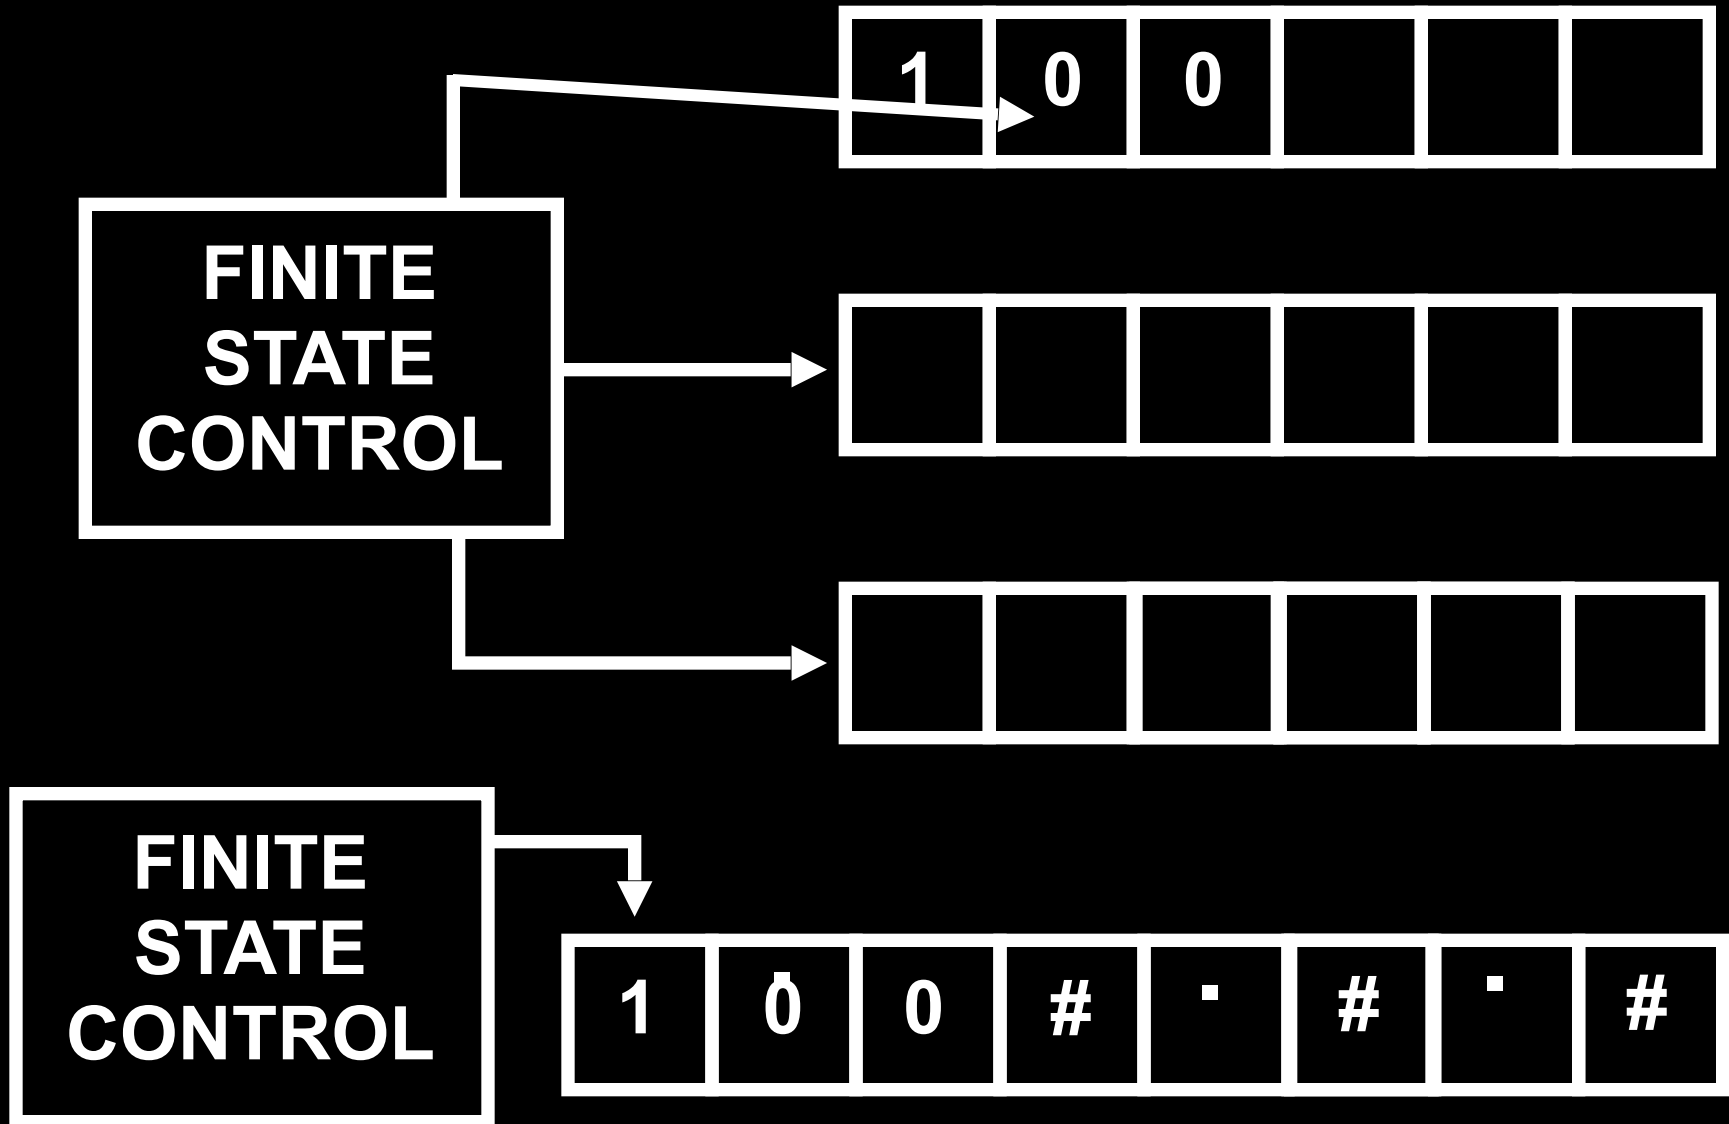 1 0 0
FINITE
STATE
CONTROL
FINITE
STATE
CONTROL
1 0 0 # . # . #